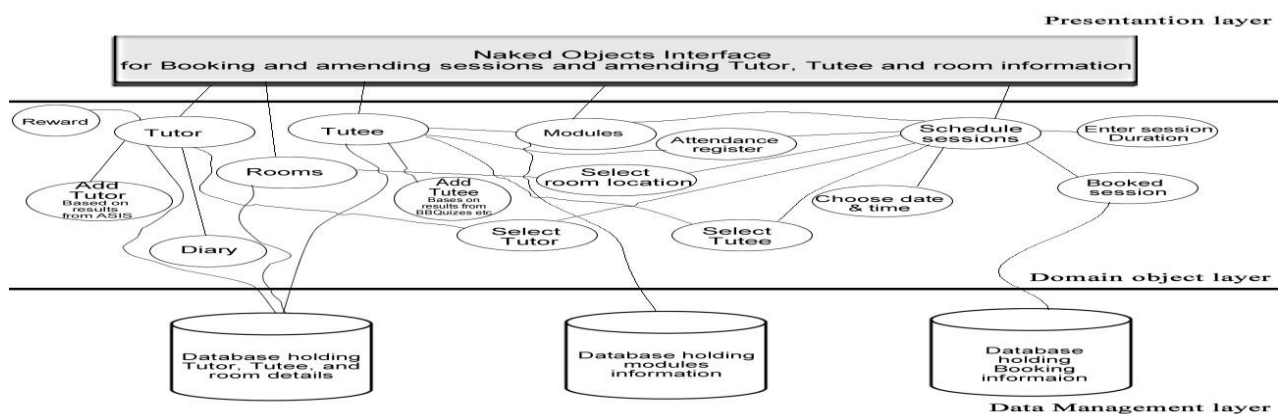 Presentantion layer
Naked Objects Interface
for Booking and amending sessions and amending Tutor, Tutee and room information
Reward
Tutor
Tutee
Modules
Attendance
register
Schedule
sessions
Enter session
Duration
Rooms
Select
room location
Add
Tutor
Based on
results
from ASIS
Add
Tutee
Bases on
results from
BBQuizes etc
Booked
session
Choose date
& time
Diary
Select
Tutor
Select
Tutee
Domain object layer
Database holding
Tutor, Tutee, and
room details
Database holding
modules
information
Database
holding
Booking
informaion
Data Management layer